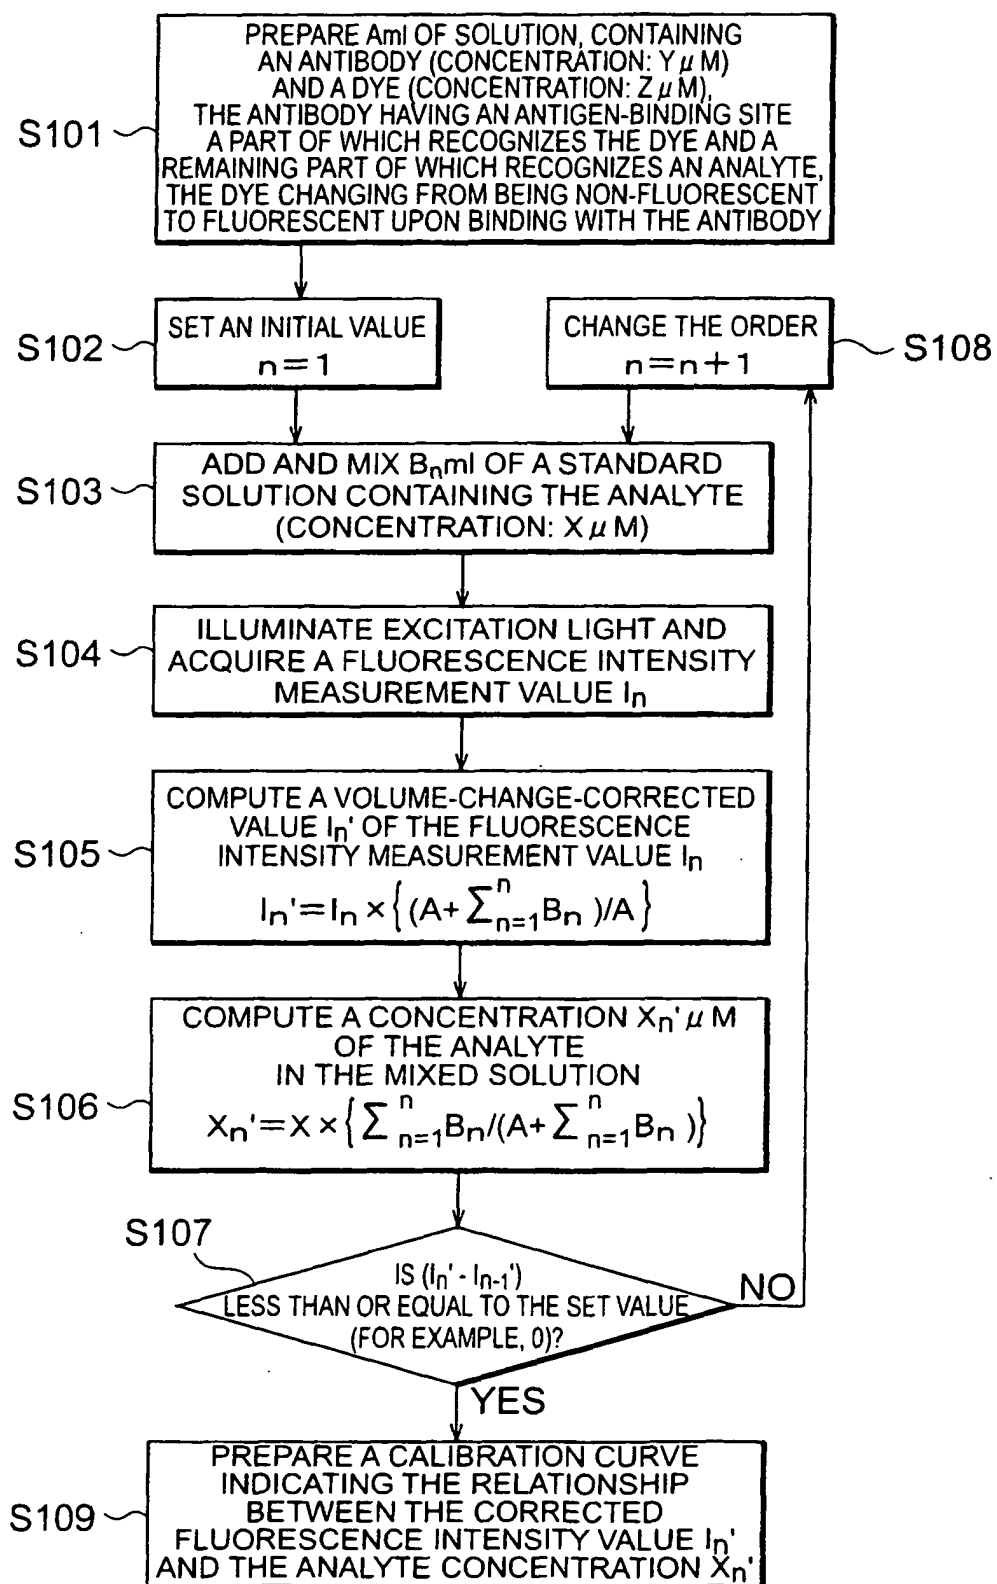 PREPARE Aml OF SOLUTION, CONTAINING
AN ANTIBODY (CONCENTRATION: Y μ M)
AND A DYE (CONCENTRATION: Z μ M),
THE ANTIBODY HAVING AN ANTIGEN-BINDING SITE
A PART OF WHICH RECOGNIZES THE DYE AND A
REMAINING PART OF WHICH RECOGNIZES AN ANALYTE,
THE DYE CHANGING FROM BEING NON-FLUORESCENT
TO FLUORESCENT UPON BINDING WITH THE ANTIBODY
S101
SET AN INITIAL VALUE
n=1
S102
CHANGE THE ORDER
n=n+1
S108
ADD AND MIX Bnml OF A STANDARD
SOLUTION CONTAINING THE ANALYTE
(CONCENTRATION: X μ M)
S103
ILLUMINATE EXCITATION LIGHT AND
ACQUIRE A FLUORESCENCE INTENSITY
MEASUREMENT VALUE In
S104
COMPUTE A VOLUME-CHANGE-CORRECTED
VALUE In' OF THE FLUORESCENCE
INTENSITY MEASUREMENT VALUE In
In'=In × {(A+ ∑ n n=1 Bn )/A}
S105
COMPUTE A CONCENTRATION Xn' μ M
OF THE ANALYTE
IN THE MIXED SOLUTION
Xn'=X × {∑ n n=1 Bn/(A+ ∑ n n=1 Bn )}
S106
S107
IS (In' - In-1')
LESS THAN OR EQUAL TO THE SET VALUE
(FOR EXAMPLE, 0)?
NO
YES
PREPARE A CALIBRATION CURVE
INDICATING THE RELATIONSHIP
BETWEEN THE CORRECTED
FLUORESCENCE INTENSITY VALUE In'
AND THE ANALYTE CONCENTRATION Xn'
S109